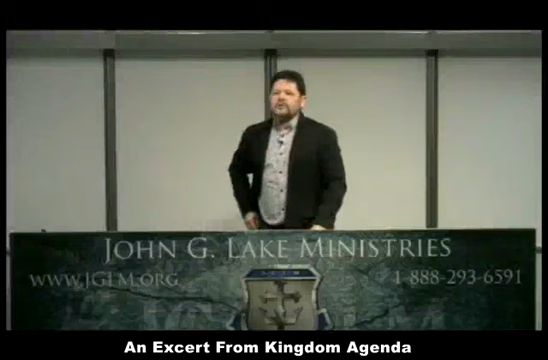 JOHN G. LAKE MINISTRIES
WWW.JGLM.ORG
1-888-293-6591
An Excert From Kingdom Agenda